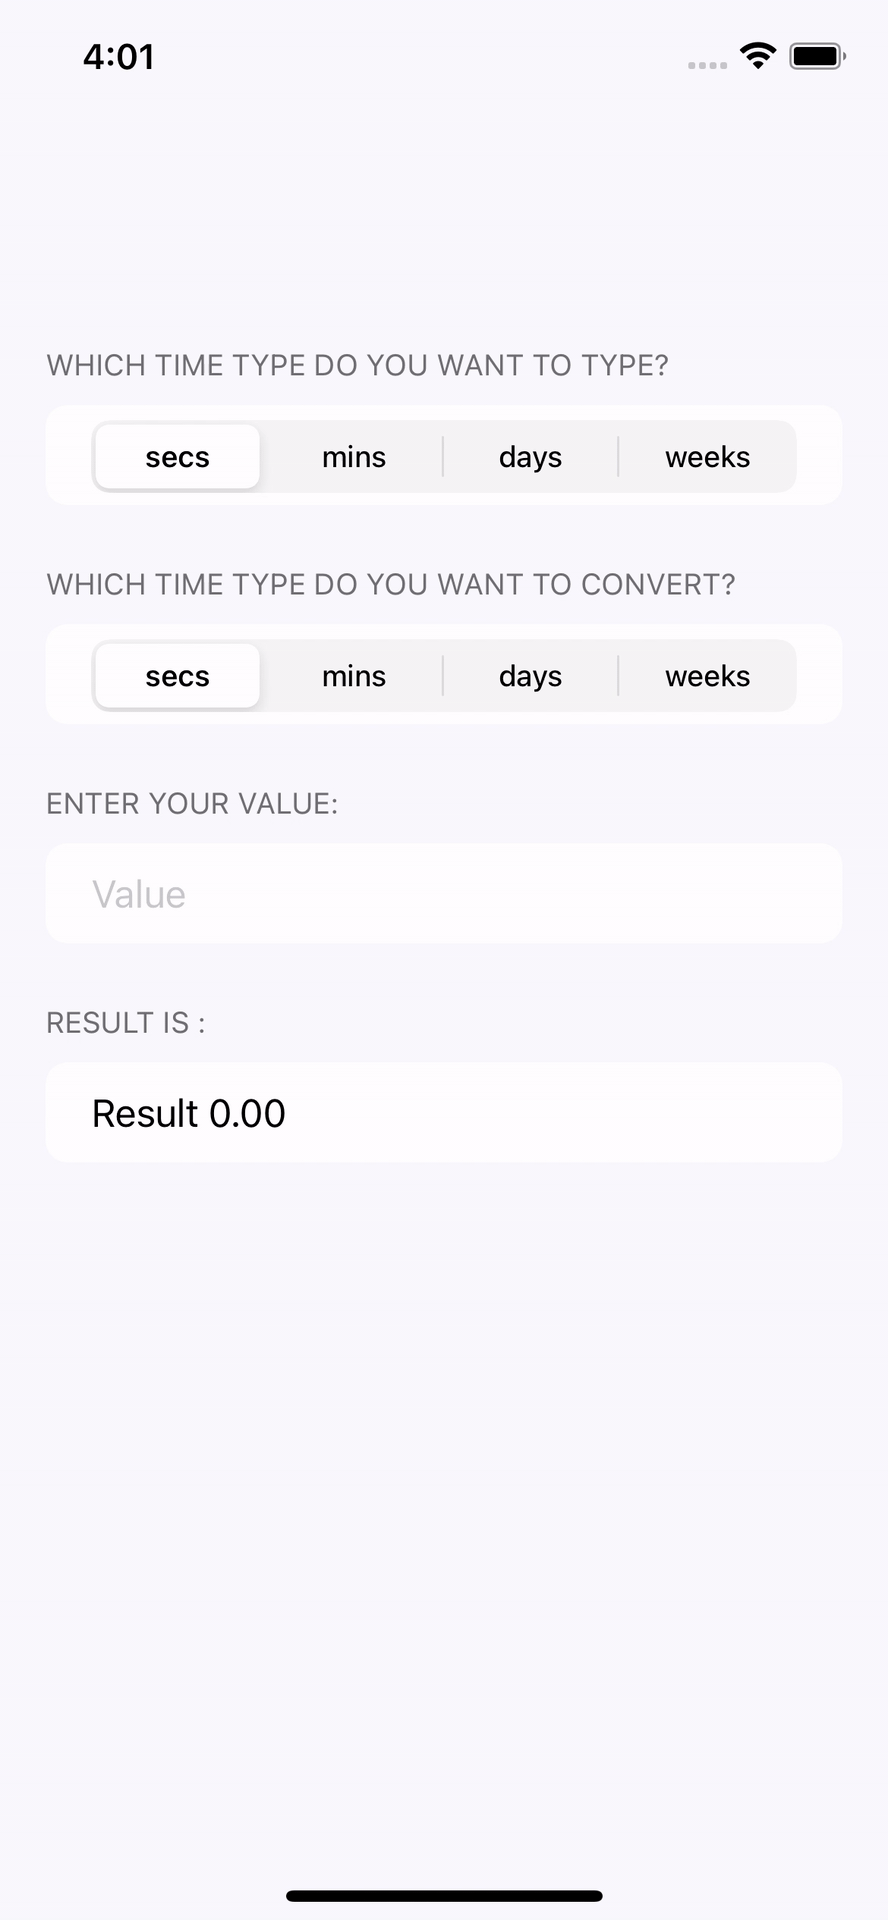 4:01
WHICH TIME TYPE DO YOU WANT TO TYPE?
secs mins days weeks
WHICH TIME TYPE DO YOU WANT TO CONVERT?
secs mins days weeks
ENTER YOUR VALUE:
Value
RESULT IS :
Result 0.00